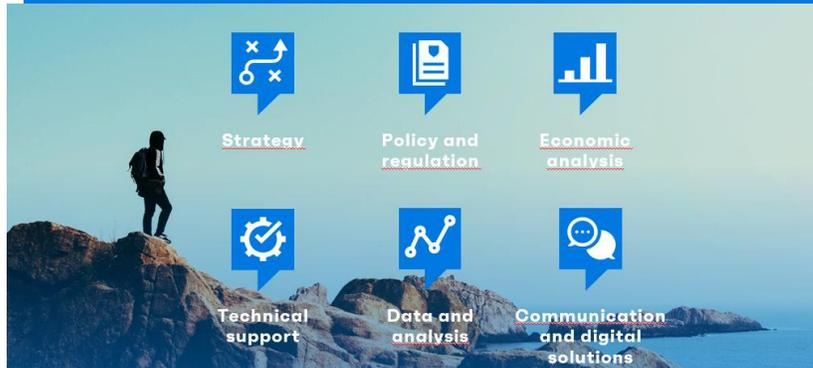 Strategy
Policy and
regulation
Economic
analysis
Technical
support
Data and
analysis
Communication
and digital
solutions